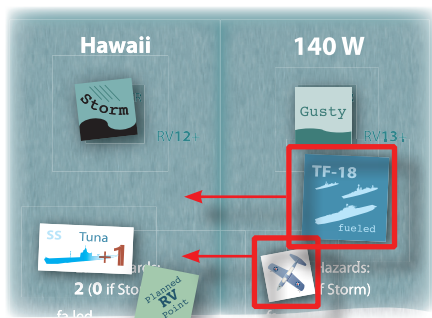 Hawaii
140 W
Storm
Gusty
RV12
RV13
TF-18
fueled
SS Tuna
+1
Hazards:
2 (0 if Sto
Planned
RV
Point
f Storm)